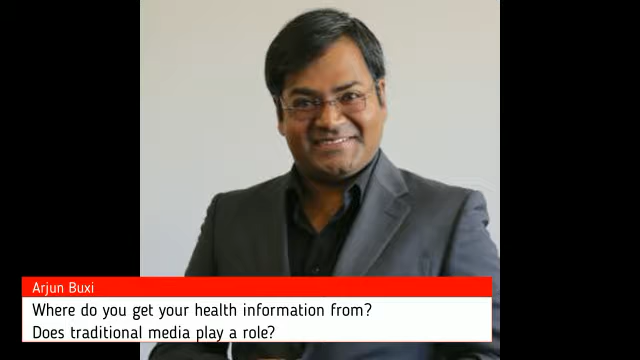 Arjun Buxi
Where do you get your health information from?
Does traditional media play a role?